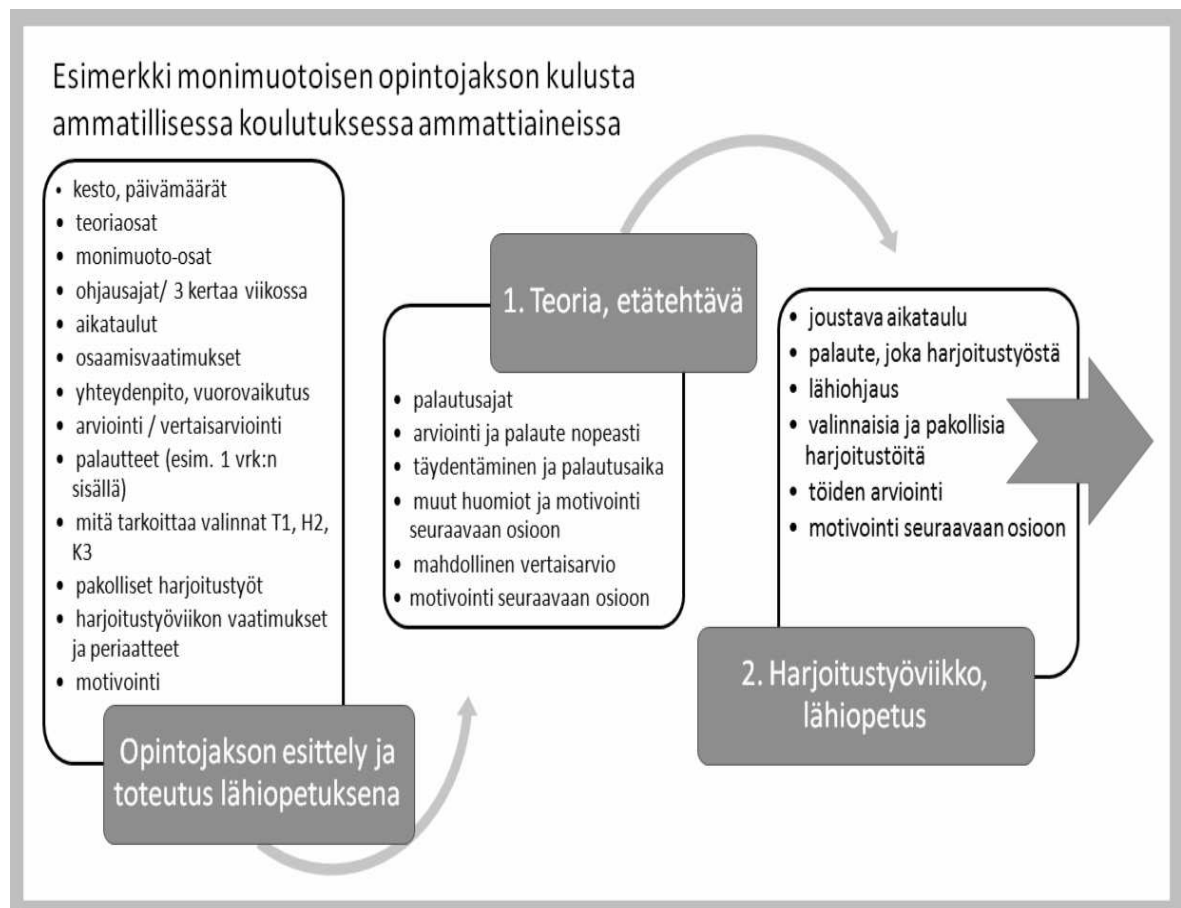 Esimerkki monimuotoisen opintojakson kulusta
ammatillisessa koulutuksessa ammattiaineissa
• kesto, päivämäärät
• teoriaosat
• monimuoto-osat
• ohjausajat/ 3 kertaa viikossa
• aikataulut
• osaamisvaatimukset
• yhteydenpito, vuorovaikutus
• arviointi / vertaisarviointi
• palautteet (esim. 1 vrk:n
sisällä)
• mitä tarkoittaa valinnat T1, H2,
K3
• pakolliset harjoitustyöt
• harjoitustyöviikon vaatimukset
ja periaatteet
• motivointi
Opintojakson esittely ja
toteutus lähiopetuksena
1. Teoria, etätehtävä
• palautusajat
• arviointi ja palaute nopeasti
• täydentäminen ja palautusaika
• muut huomiot ja motivointi
seuraavaan osioon
• mahdollinen vertaisarvio
• motivointi seuraavaan osioon
• joustava aikataulu
• palaute, joka harjoitustyöstä
• lähiohjaus
• valinnaisia ja pakollisia
harjoitustöitä
• töiden arviointi
• motivointi seuraavaan osioon
2. Harjoitustyöviikko,
lähiopetus